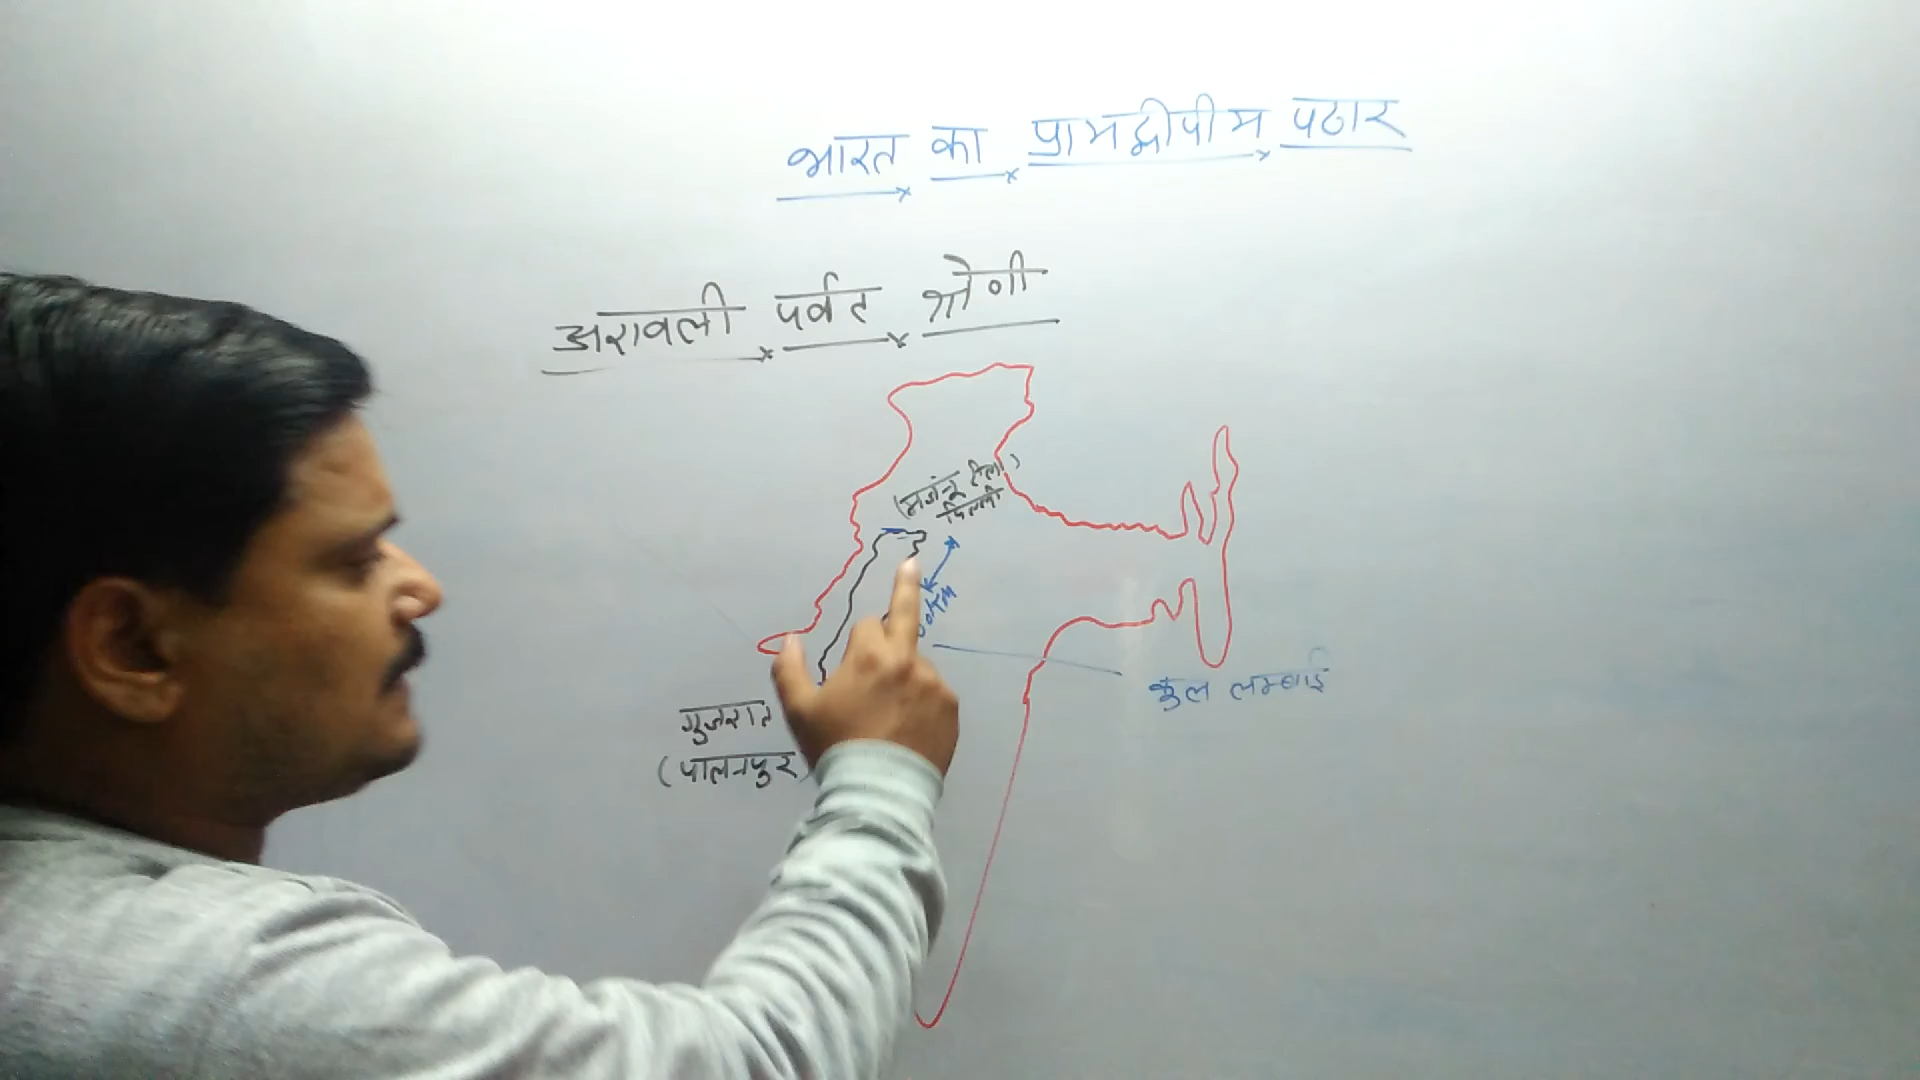 भारत का प्रायद्वीपीय पठार
अरावली पर्वत श्रेणी
(मजनू टीला)
दिल्ली
कुल लम्बाई
गुजरात
(पालनपुर)